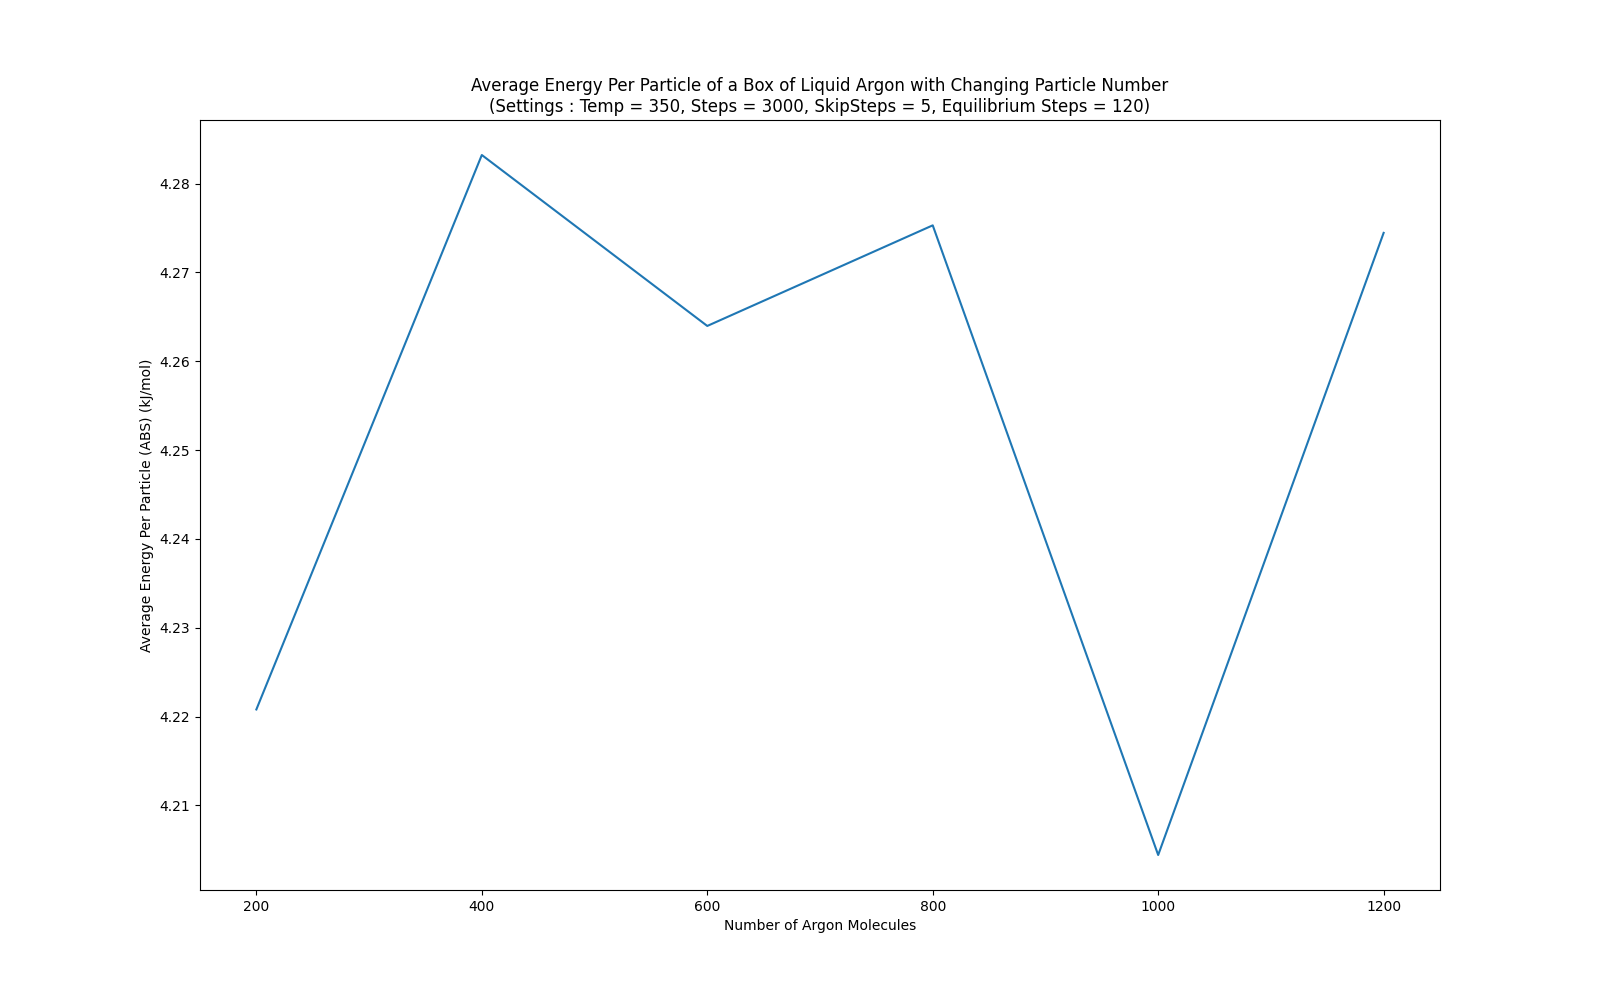 Average Energy Per Particle of a Box of Liquid Argon with Changing Particle Number
(Settings : Temp = 350, Steps = 3000, SkipSteps = 5, Equilibrium Steps = 120)
Average Energy Per Particle (ABS) (kJ/mol)
4.28
4.27
4.26
4.25
4.24
4.23
4.22
4.21
200 400 600 800 1000 1200
Number of Argon Molecules